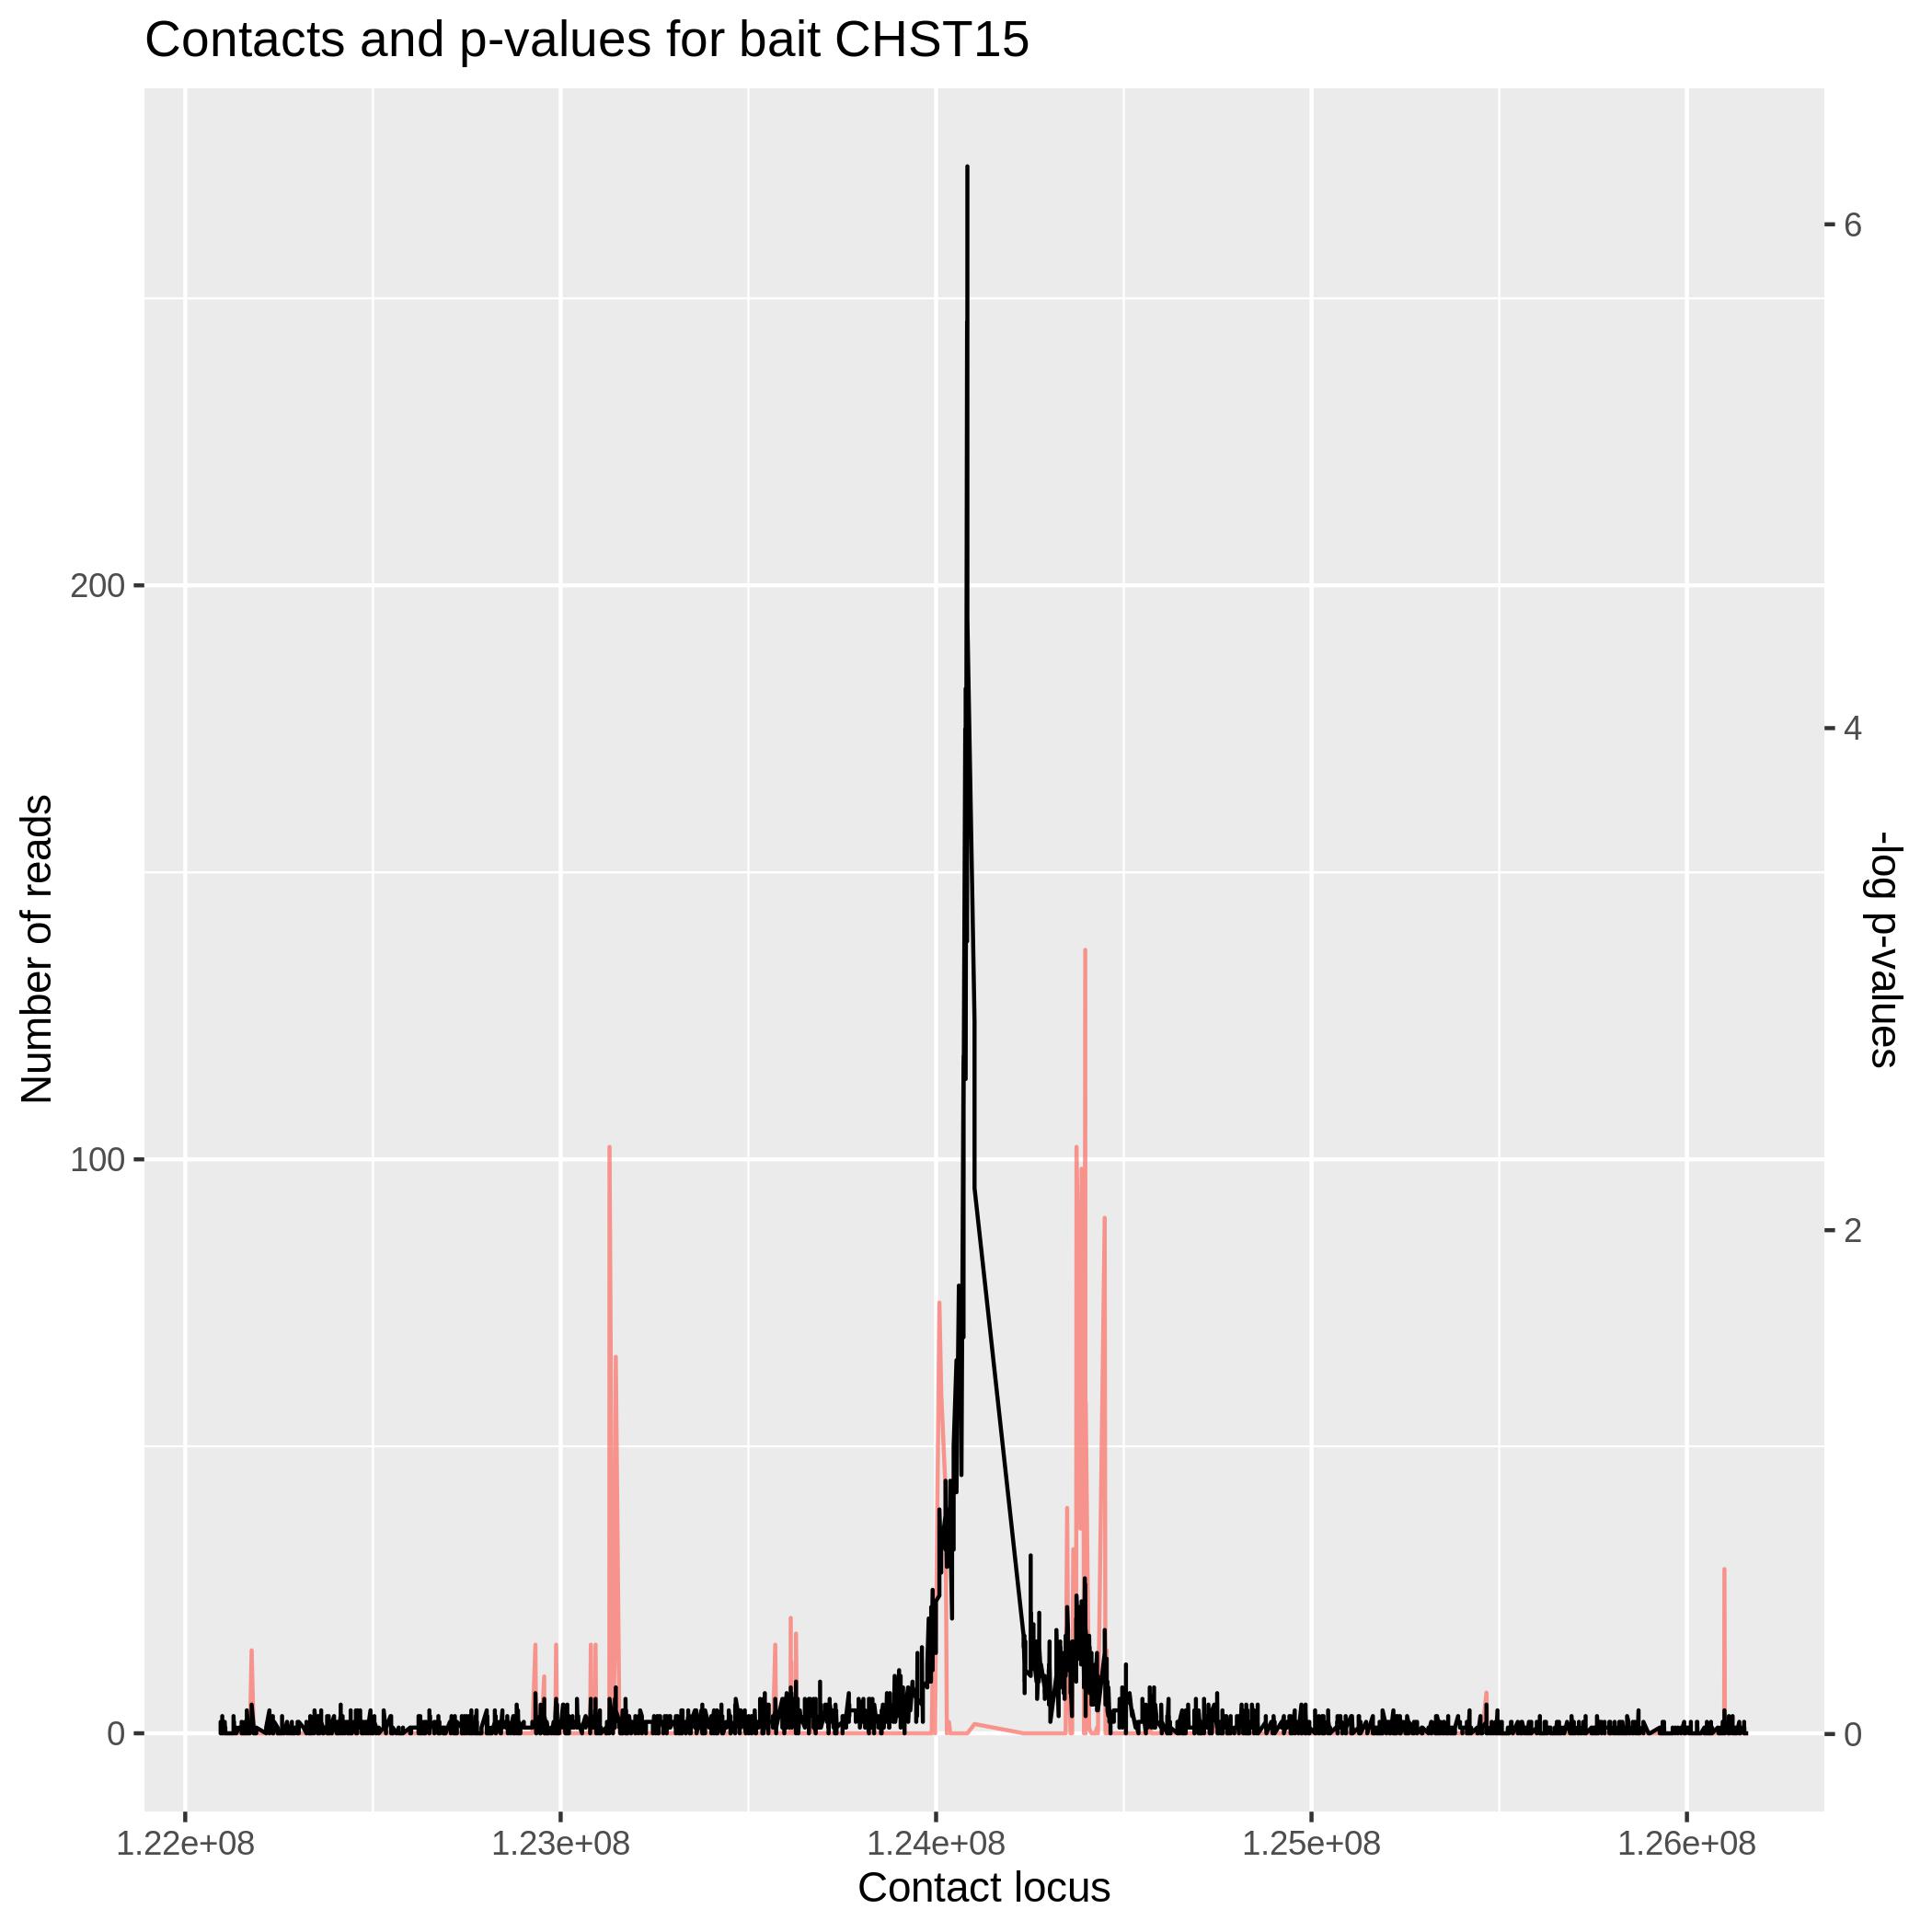 Contacts and p-values for bait CHST15
Number of reads
200
100
0
6
4
2
0
-log p-values
1.22e+08
1.23e+08
1.24e+08
1.25e+08
1.26e+08
Contact locus